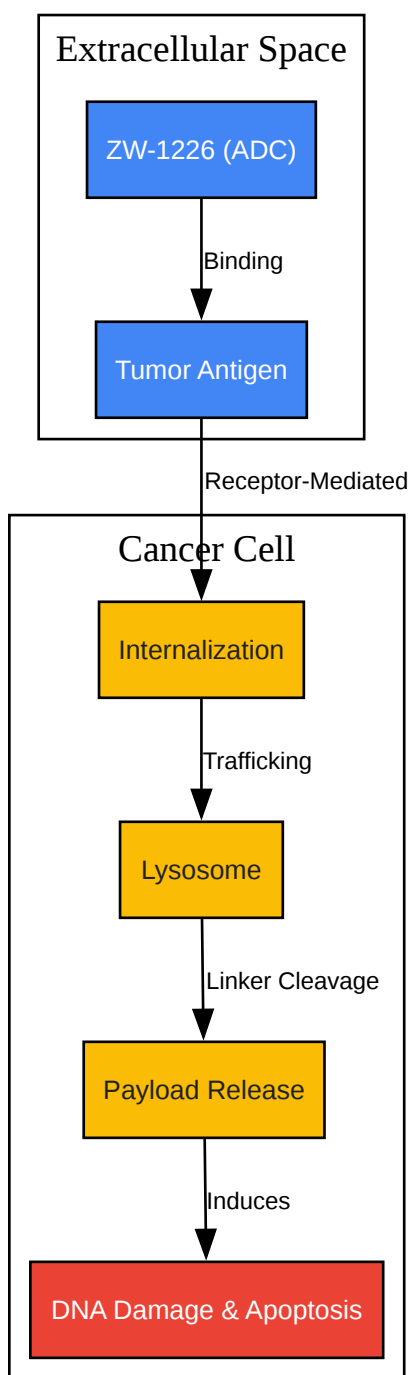 Extracellular Space
ZW-1226 (ADC)
Binding
Tumor Antigen
Receptor-Mediated
Cancer Cell
Internalization
Trafficking
Lysosome
Linker Cleavage
Payload Release
Induces
DNA Damage & Apoptosis